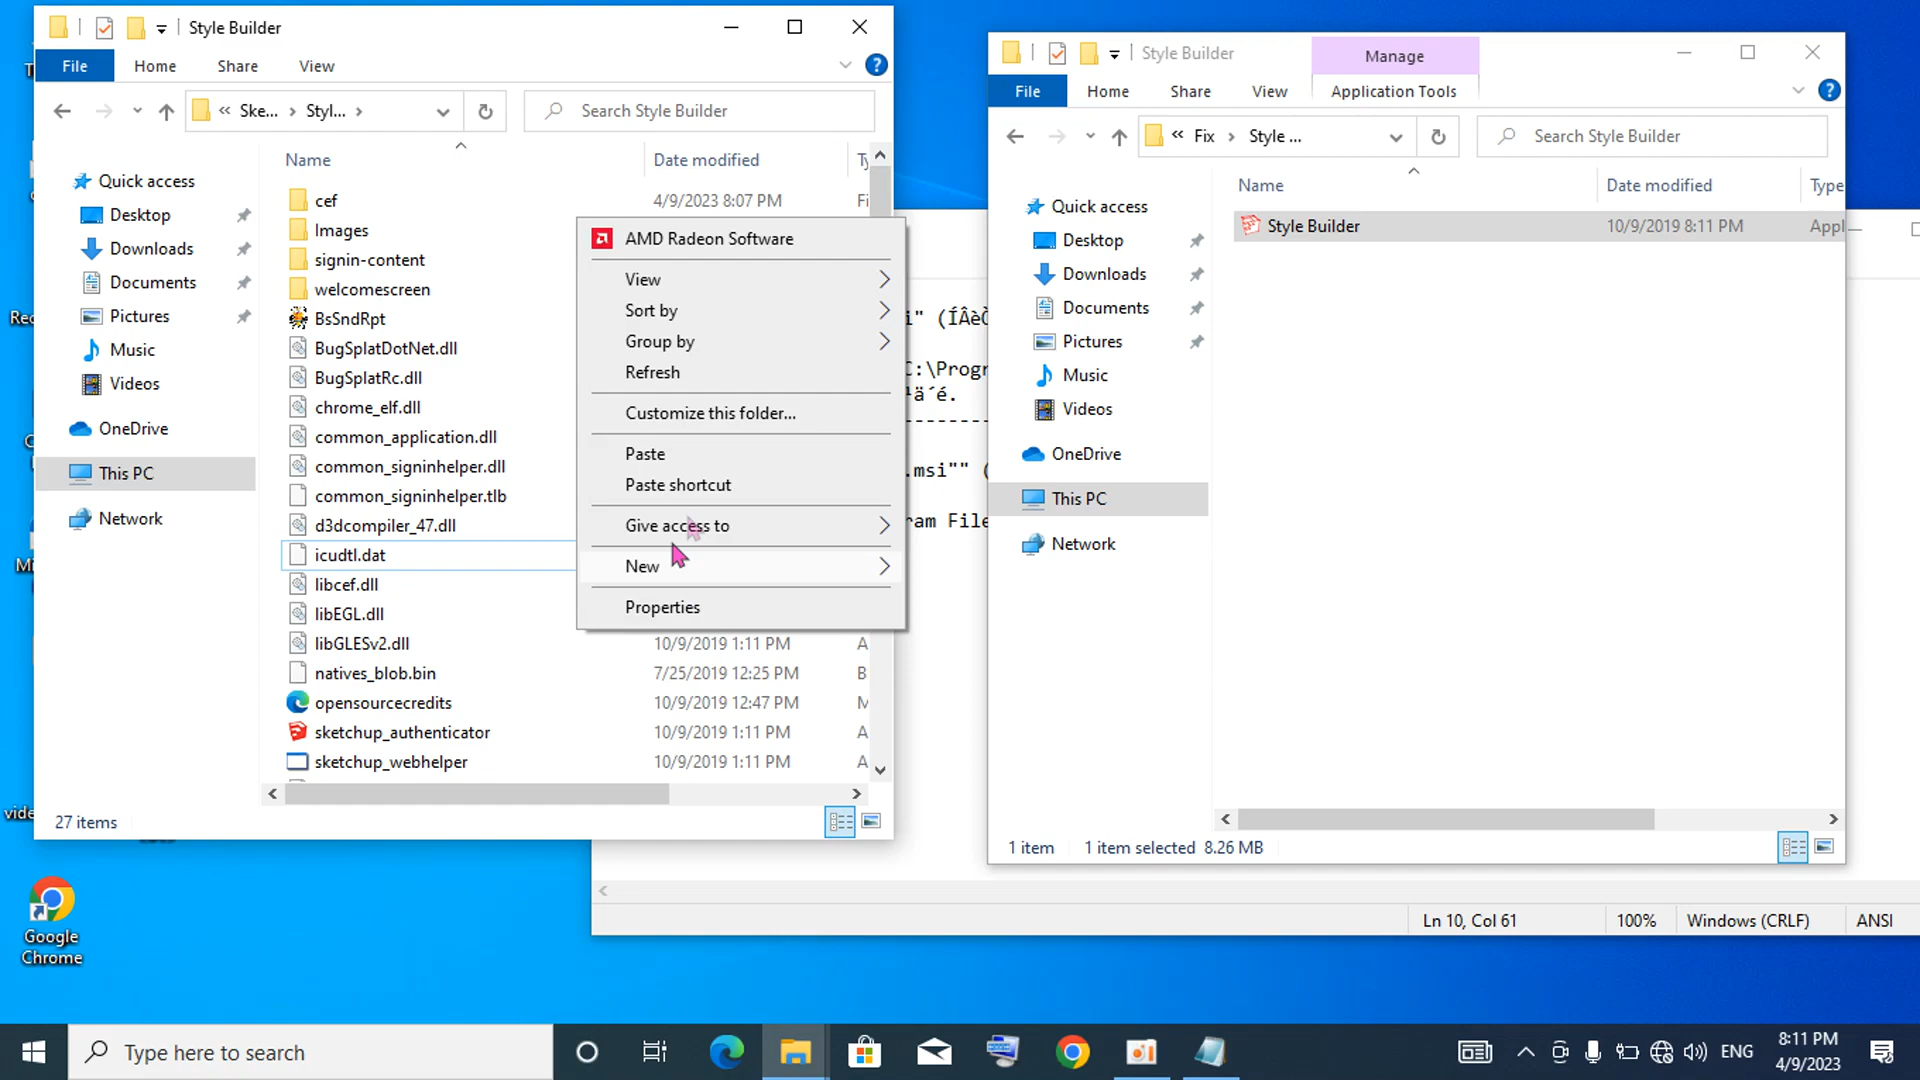 Style Builder
File
Home
Share
View
Ske...
Styl...
Search Style Builder
Name
Date modified
Quick access
Desktop
Downloads
Documents
Pictures
Music
Videos
OneDrive
This PC
Network
cef
4/9/2023 8:07 PM
Fi
Images
signin-content
welcomescreen
BsSndRpt
BugSplatDotNet.dll
BugSplatRc.dll
chrome_elf.dll
common_application.dll
common_signinhelper.dll
common_signinhelper.tlb
d3dcompiler_47.dll
icudtl.dat
libcef.dll
libEGL.dll
libGLESv2.dll
10/9/2019 1:11 PM
A
natives_blob.bin
7/25/2019 12:25 PM
B
opensourcecredits
10/9/2019 12:47 PM
M
sketchup_authenticator
10/9/2019 1:11 PM
A
sketchup_webhelper
10/9/2019 1:11 PM
A
27 items
AMD Radeon Software
View
Sort by
Group by
Refresh
Customize this folder...
Paste
Paste shortcut
Give access to
New
Properties
C:\Progr
.msi"" (
ram File
Style Builder
Manage
File
Home
Share
View
Application Tools
Fix
Style ...
Search Style Builder
Name
Date modified
Type
Quick access
Desktop
Downloads
Documents
Pictures
Music
Videos
OneDrive
This PC
Network
Style Builder
10/9/2019 8:11 PM
Appl
1 item
1 item selected 8.26 MB
Ln 10, Col 61
100%
Windows (CRLF)
ANSI
Google
Chrome
Type here to search
ENG
8:11 PM
4/9/2023